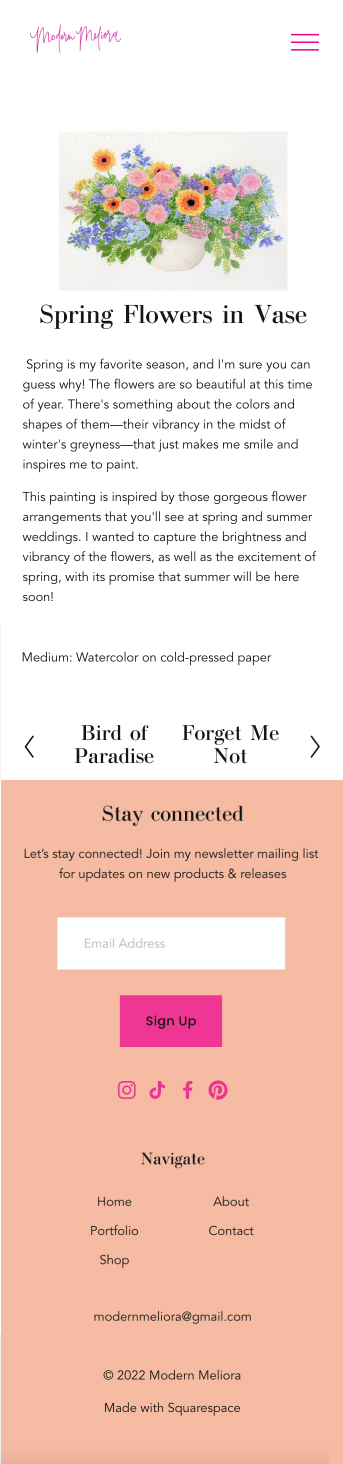 Modern Meliora
Spring Flowers in Vase
Spring is my favorite season, and I'm sure you can
guess why! The flowers are so beautiful at this time
of year. There's something about the colors and
shapes of them—their vibrancy in the midst of
winter's greyness—that just makes me smile and
inspires me to paint.
This painting is inspired by those gorgeous flower
arrangements that you'll see at spring and summer
weddings. I wanted to capture the brightness and
vibrancy of the flowers, as well as the excitement of
spring, with its promise that summer will be here
soon!
Medium: Watercolor on cold-pressed paper
Bird of
Paradise
Forget Me
Not
Stay connected
Let's stay connected! Join my newsletter mailing list
for updates on new products & releases
Email Address
Sign Up
Navigate
Home
About
Portfolio
Contact
Shop
modernmeliora@gmail.com
© 2022 Modern Meliora
Made with Squarespace